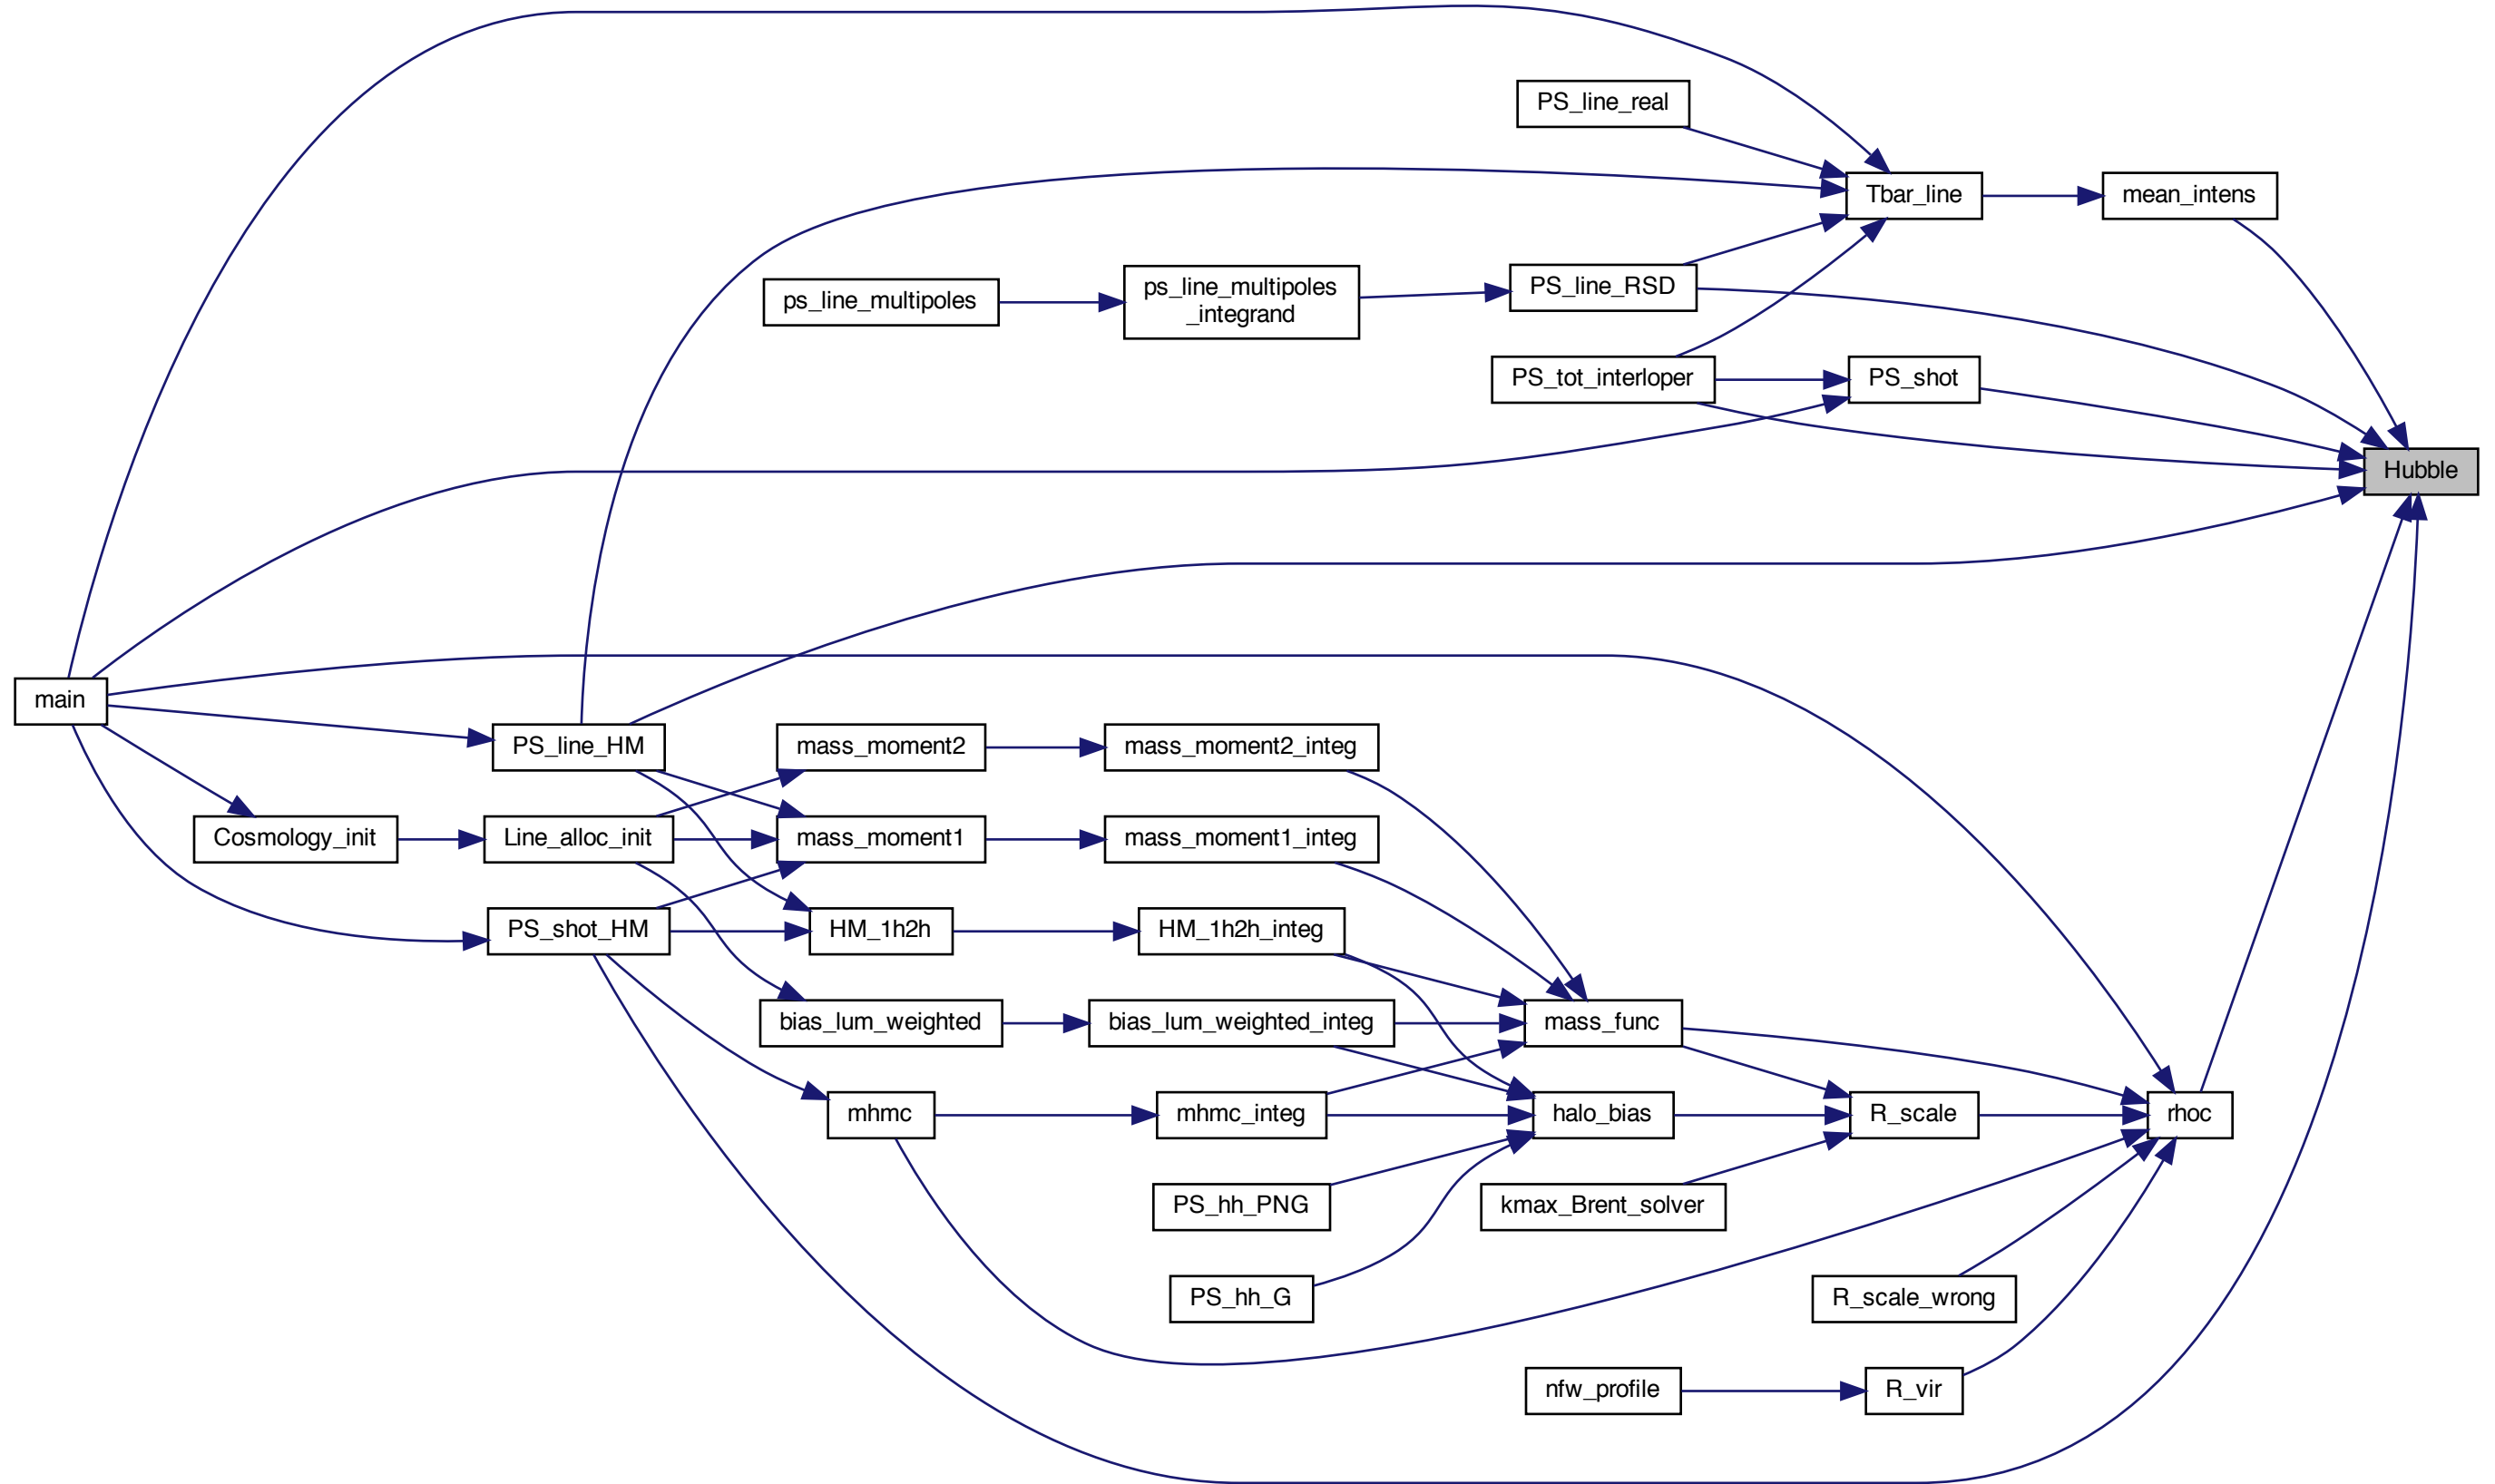 PS_line_real
Tbar_line
mean_intens
ps_line_multipoles
ps_line_multipoles
_integrand
PS_line_RSD
PS_tot_interloper
PS_shot
Hubble
main
PS_line_HM
mass_moment2
mass_moment2_integ
Cosmology_init
Line_alloc_init
mass_moment1
mass_moment1_integ
PS_shot_HM
HM_1h2h
HM_1h2h_integ
bias_lum_weighted
bias_lum_weighted_integ
mass_func
mhmc
mhmc_integ
halo_bias
R_scale
rhoc
PS_hh_PNG
kmax_Brent_solver
PS_hh_G
R_scale_wrong
nfw_profile
R_vir